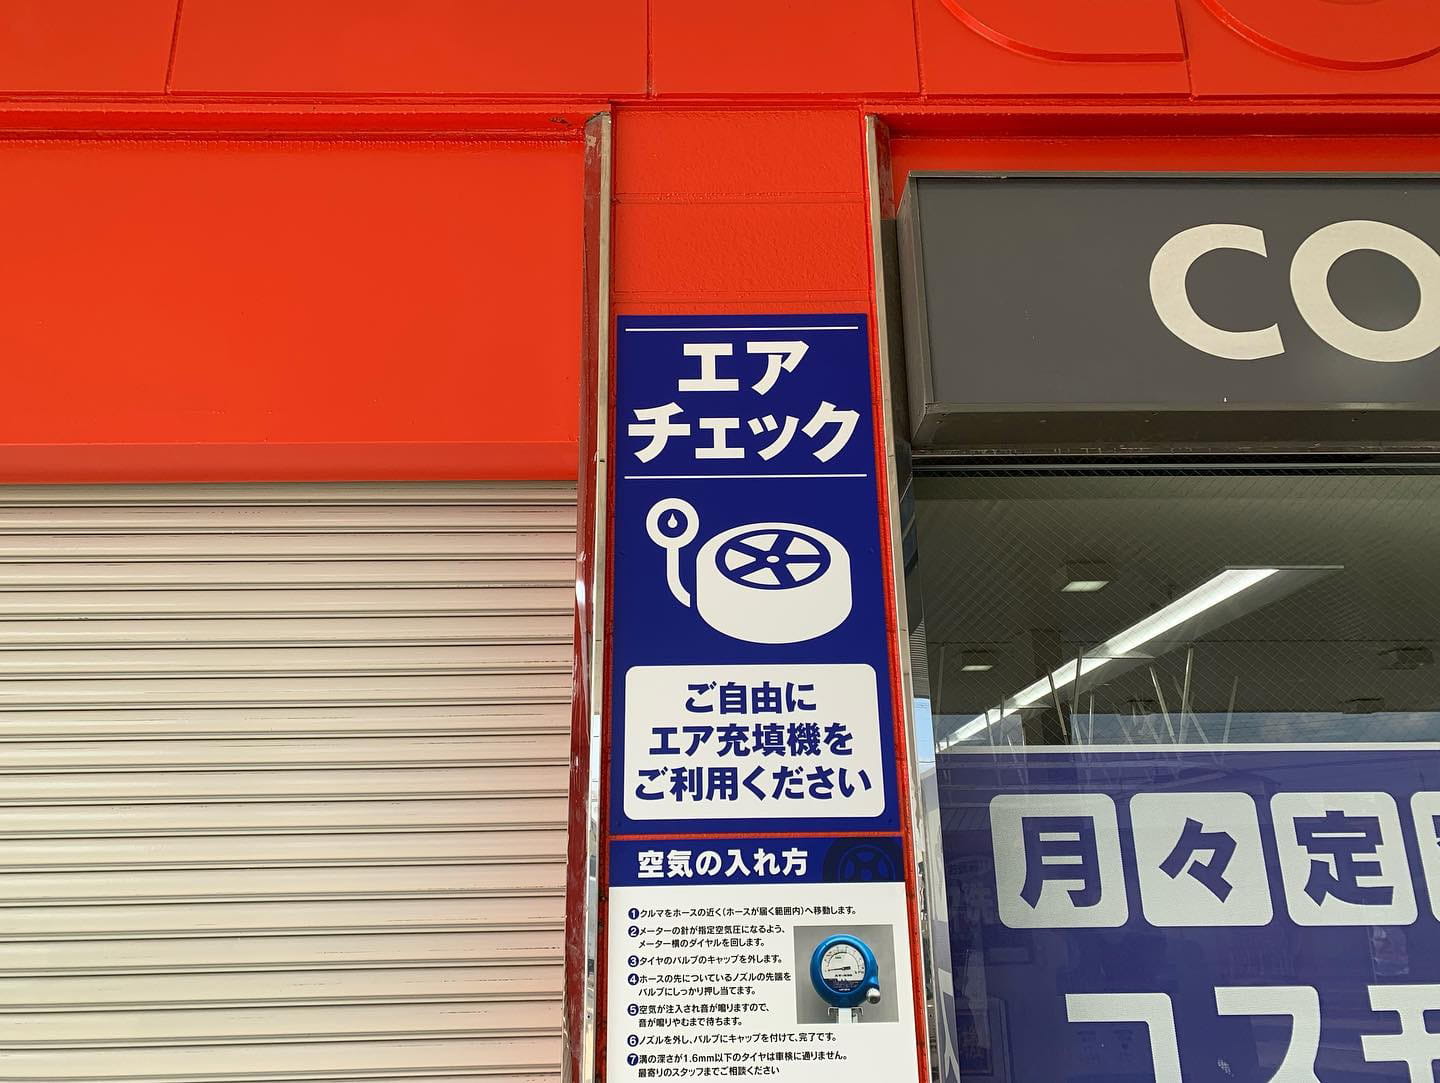 エア
チェック
ご自由に
エア充填機を
ご利用ください
空気の入れ方
❶クルマをホースの近く(ホースが届く範囲内)へ移動します。
❷メーターの針が指定空気圧になるよう、
メーター横のダイヤルを回します。
❸タイヤのバルブのキャップを外します。
❹ホースの先についているノズルの先端を
バルブにしっかり押し当てます。
❺空気が注入され音が鳴りますので、
音が鳴りやむまで待ちます。
❻ノズルを外し、バルブにキャップを付けて、完了です。
❼溝の深さが1.6mm以下のタイヤは車検に通りません。
最寄りのスタッフまでご相談ください
CO
月々定
コスモ